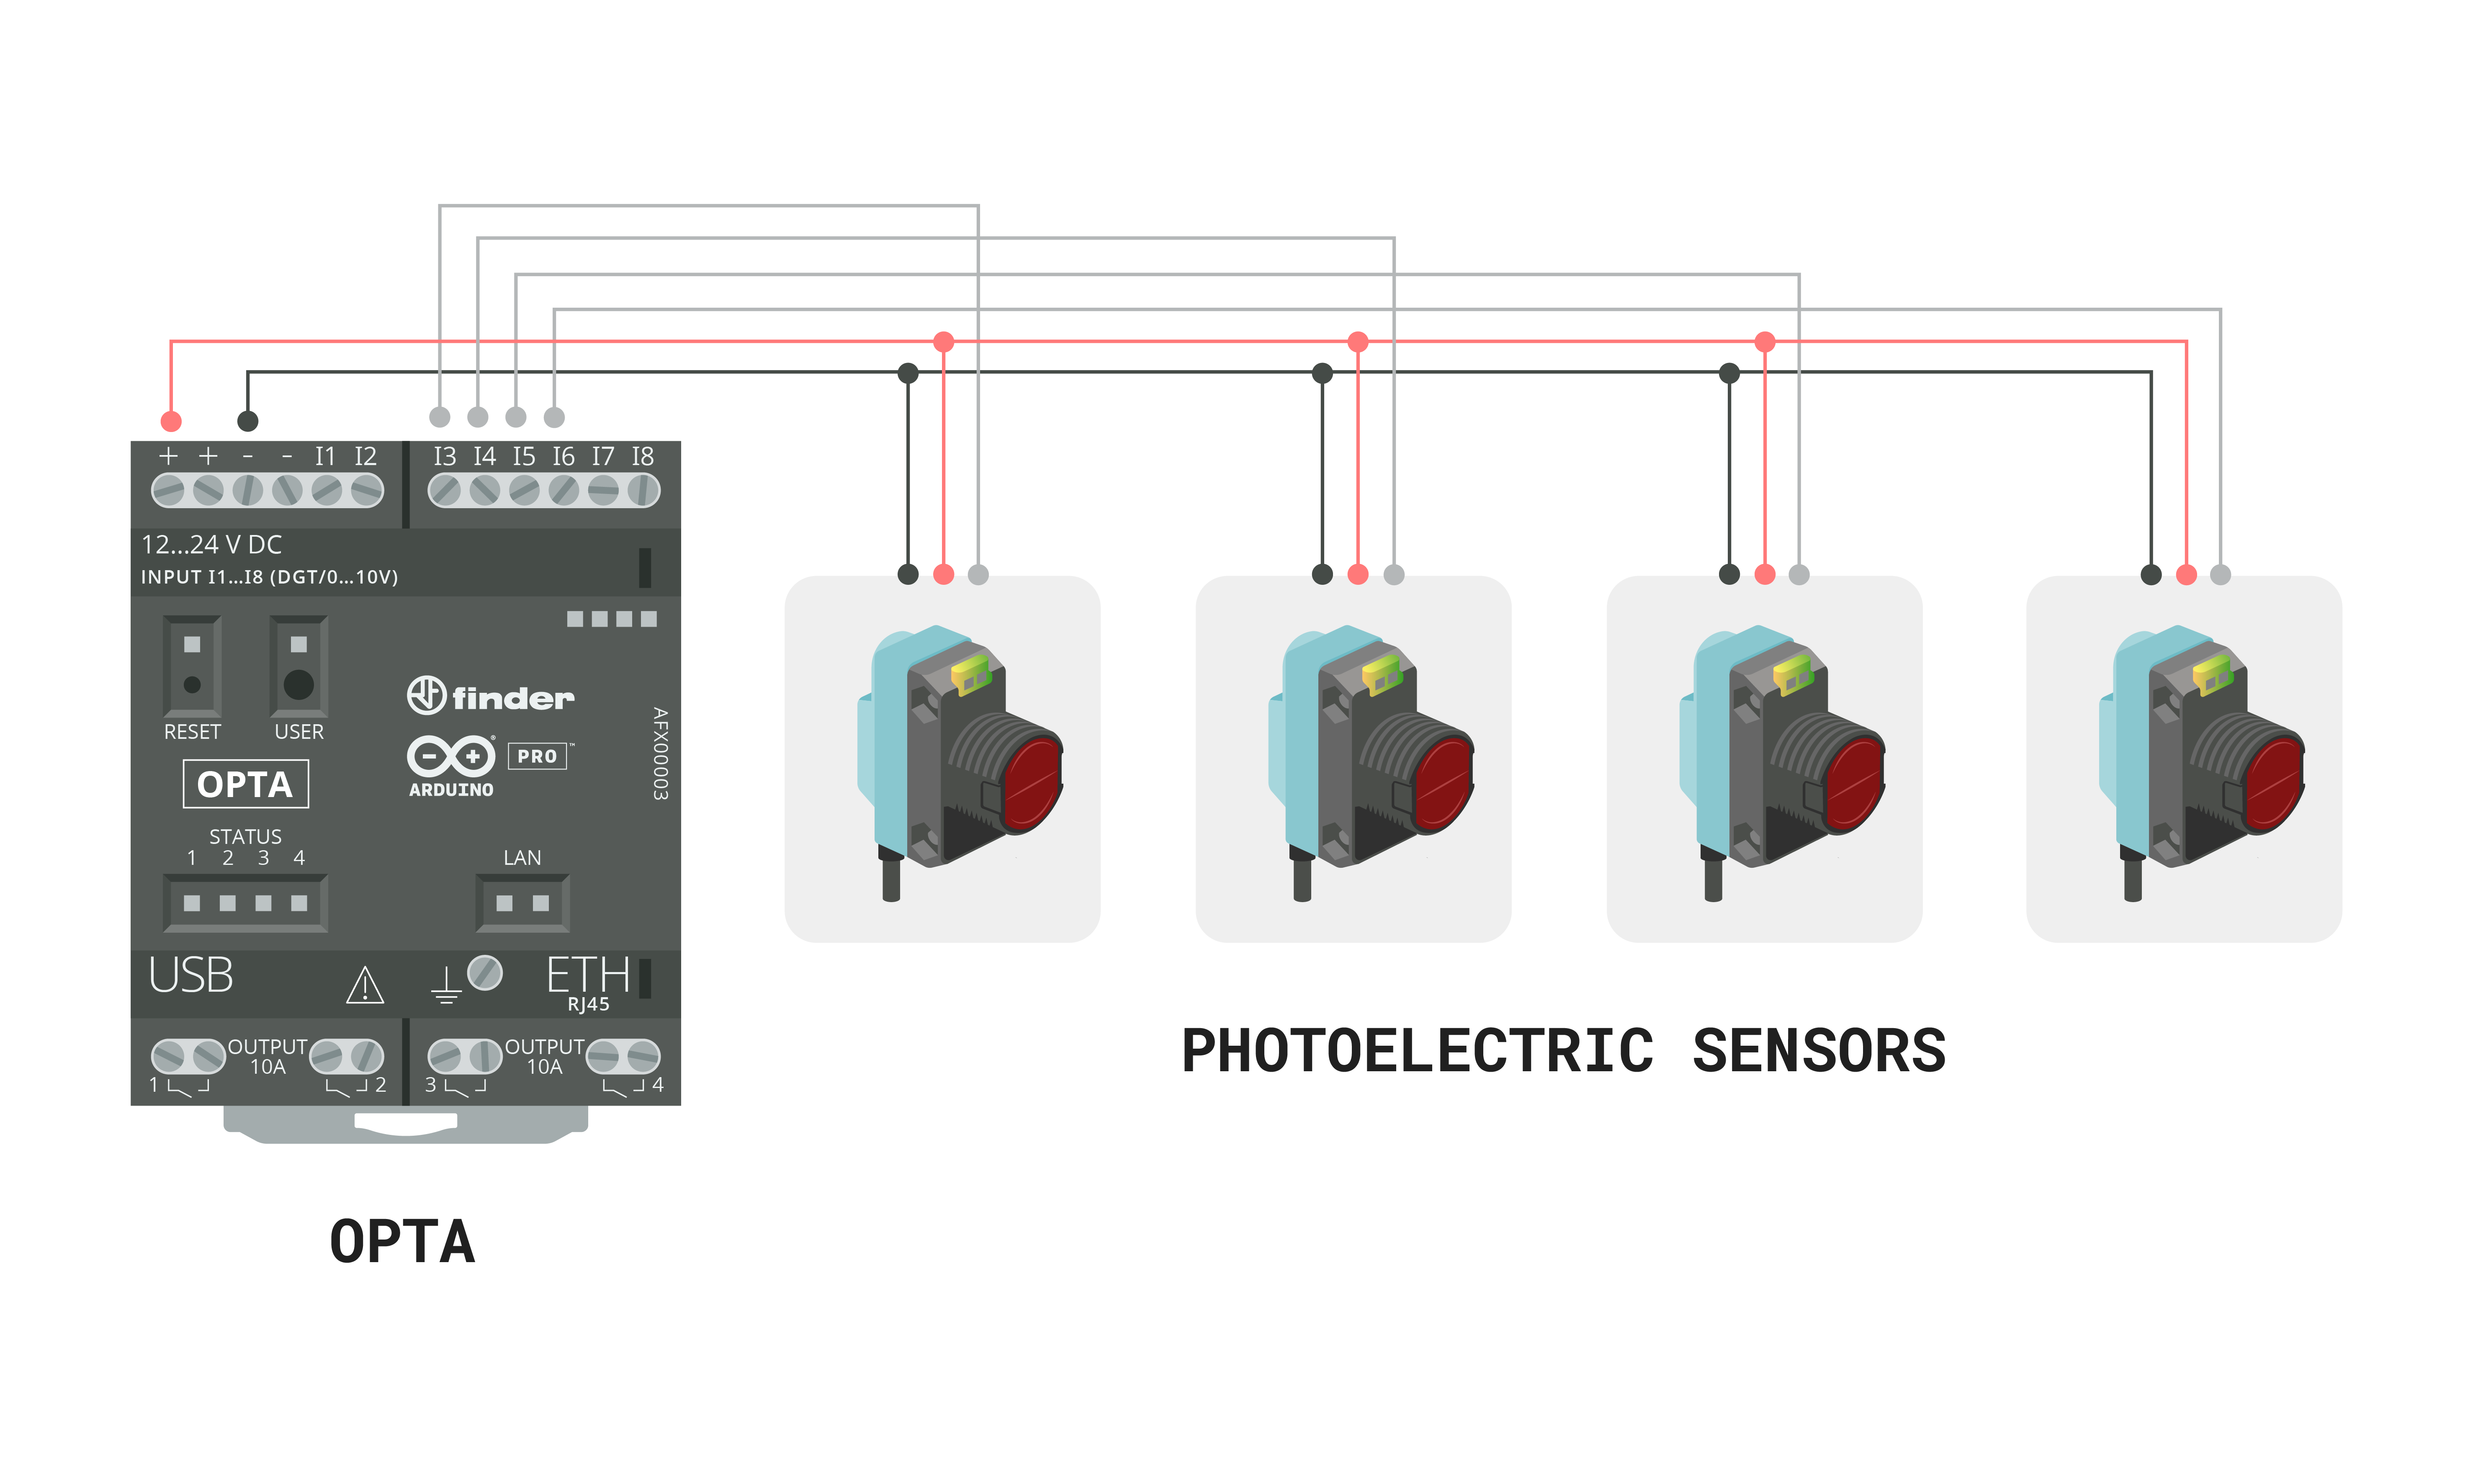 + + - - I1 I2 I3 I4 I5 I6 I7 I8
12...24 V DC
INPUT I1...I8 (DGT/0...10V)
RESET USER
finder
ARDUINO
PRO™
AFX00003
OPTA
STATUS
1 2 3 4
LAN
USB
ETH
RJ45
OUTPUT
10A
1 2
OUTPUT
10A
3 4
PHOTOELECTRIC SENSORS
OPTA